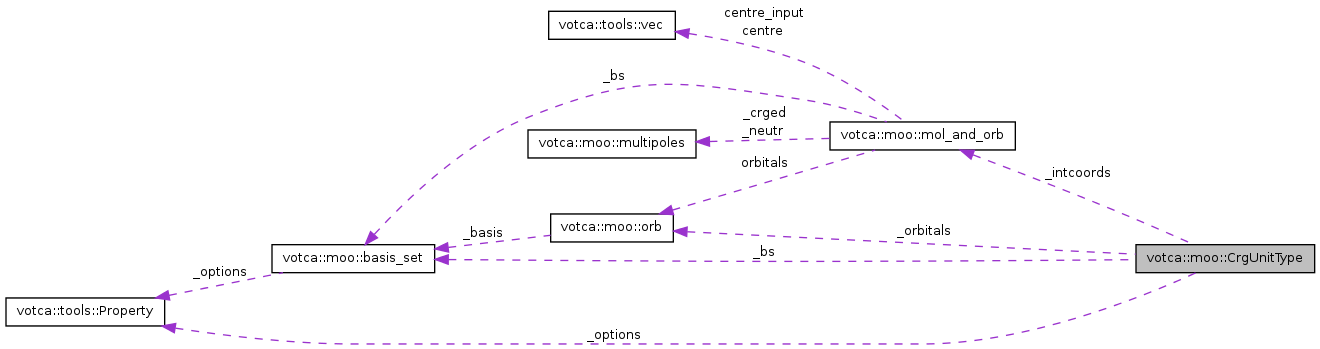 centre_input
centre
votca::tools::vec
_bs
_crged
_neutr
votca::moo::mol_and_orb
votca::moo::multipoles
orbitals
_intcoords
votca::moo::orb
_basis
_orbitals
_bs
votca::moo::basis_set
votca::moo::CrgUnitType
_options
votca::tools::Property
_options